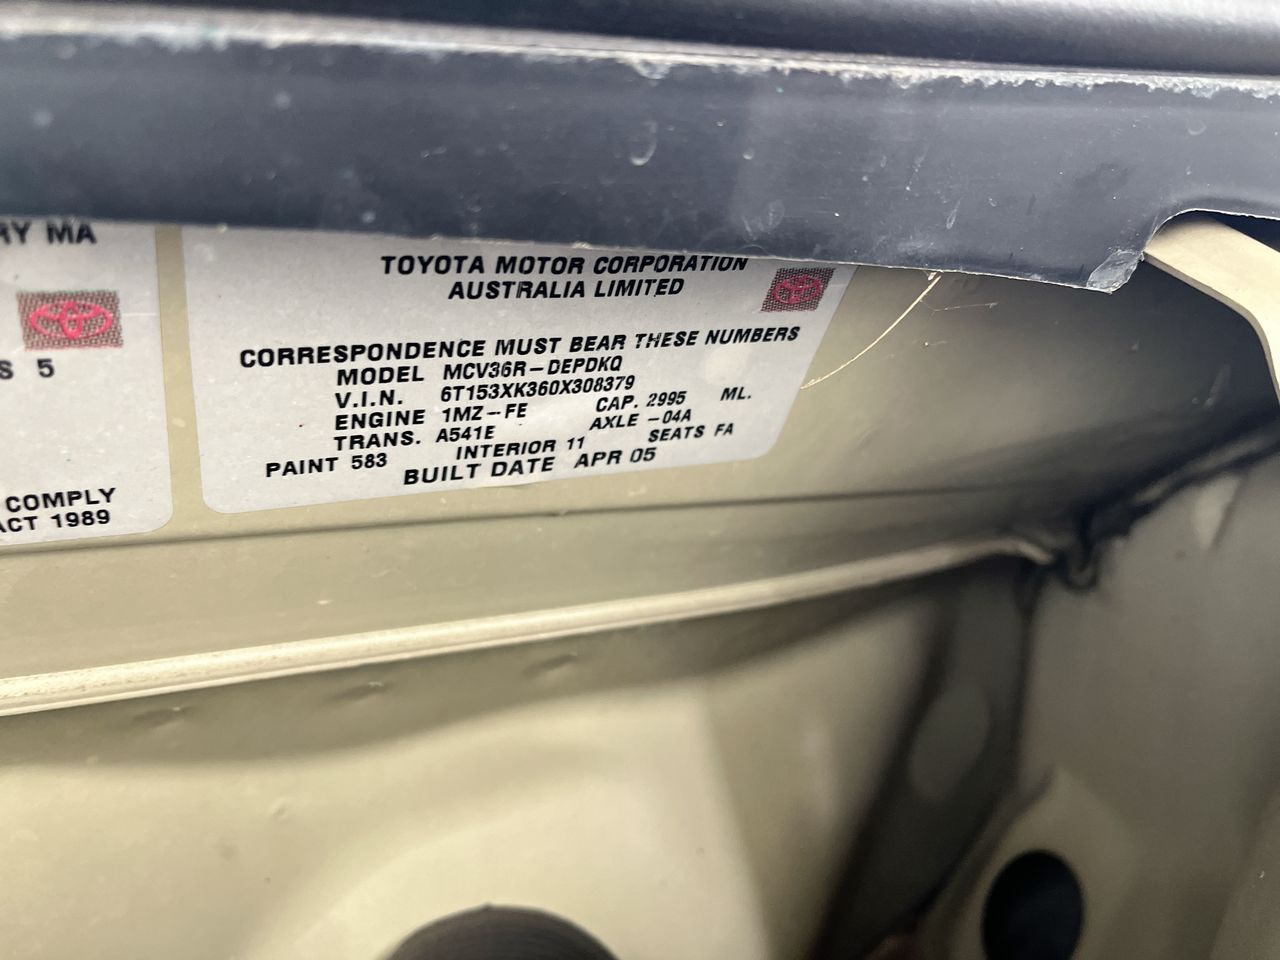 RY MA
S 5
COMPLY
ACT 1989
TOYOTA MOTOR CORPORATION
AUSTRALIA LIMITED
CORRESPONDENCE MUST BEAR THESE NUMBERS
MODEL MCV36R-DEPDKQ
V.I.N. 6T153XK360X308379
ENGINE 1MZ-FE CAP. 2995 ML.
TRANS. A541E AXLE -04A
PAINT 583 INTERIOR 11 SEATS FA
BUILT DATE APR 05